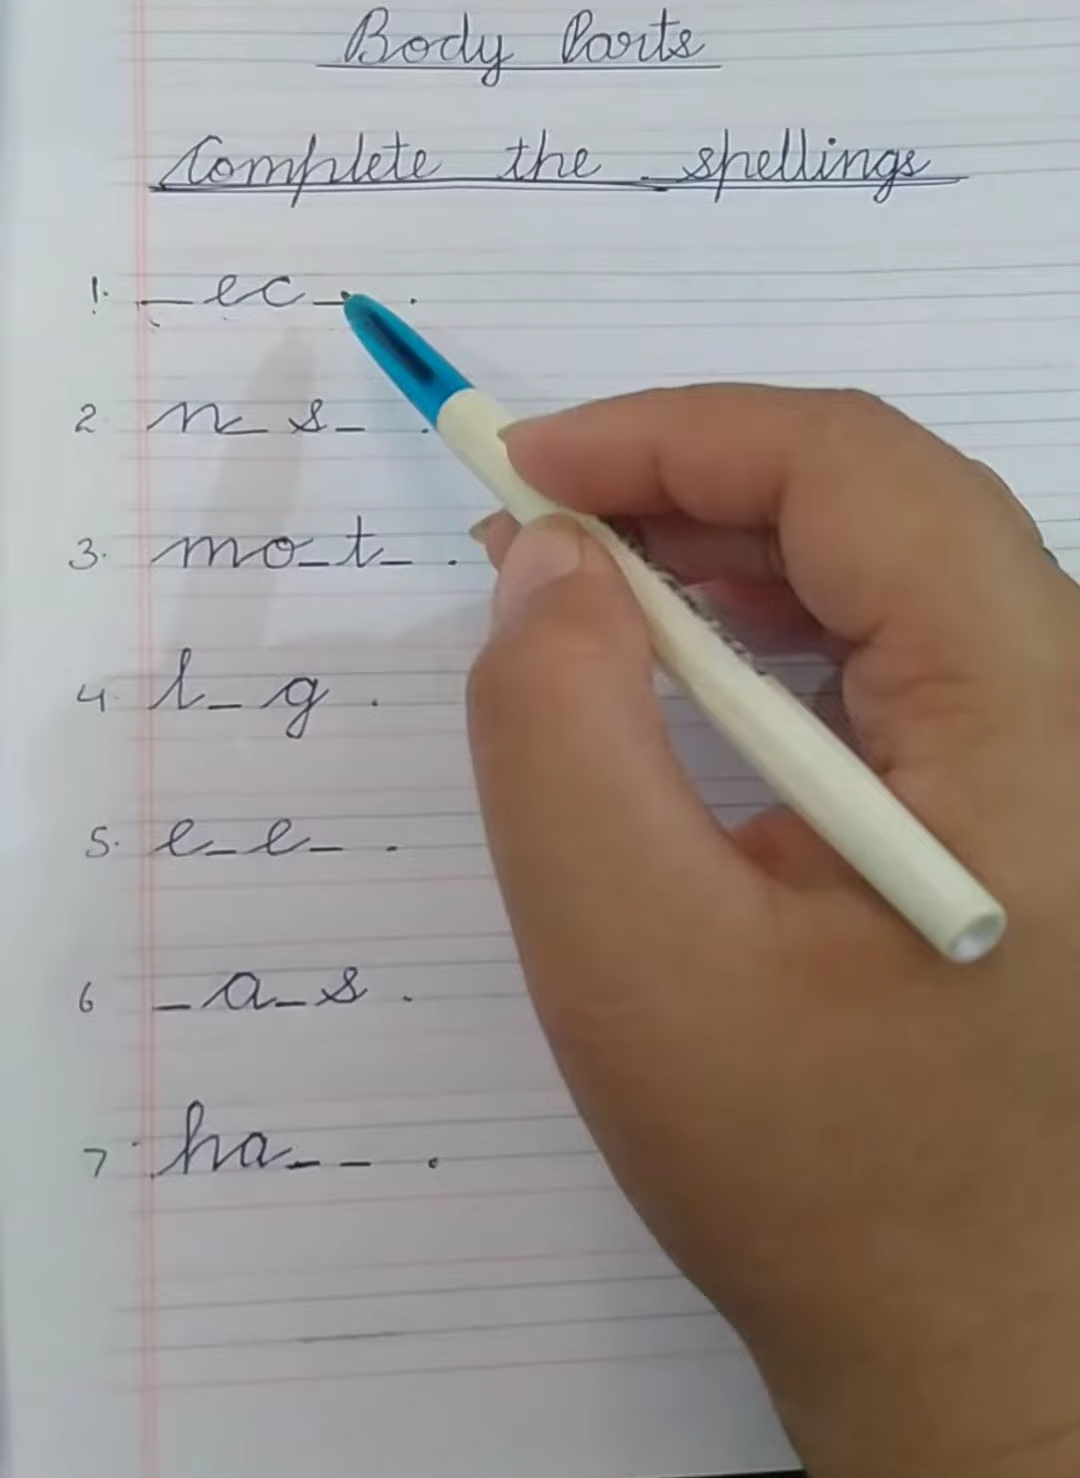 Body Parts
Complete the spellings
1. _ec_.
2. n_s_.
3. mo_t_.
4. l_g.
5. e_e_.
6 _a_s.
7 ha__.